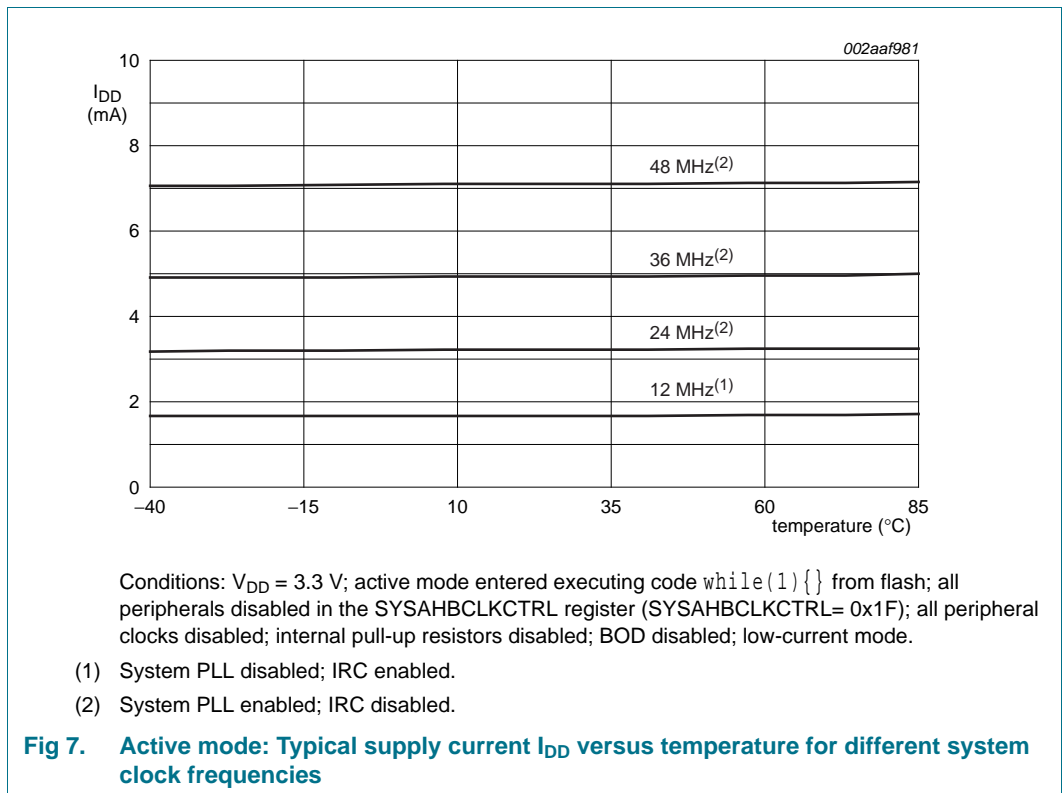 002aaf981
10
IDD
(mA)
8
48 MHz(2)
6
36 MHz(2)
4
24 MHz(2)
2
12 MHz(1)
0
−40 −15 10 35 60 85
temperature (°C)
Conditions: VDD = 3.3 V; active mode entered executing code while(1){} from flash; all
peripherals disabled in the SYSAHBCLKCTRL register (SYSAHBCLKCTRL= 0x1F); all peripheral
clocks disabled; internal pull-up resistors disabled; BOD disabled; low-current mode.
(1) System PLL disabled; IRC enabled.
(2) System PLL enabled; IRC disabled.
Fig 7. Active mode: Typical supply current IDD versus temperature for different system
clock frequencies